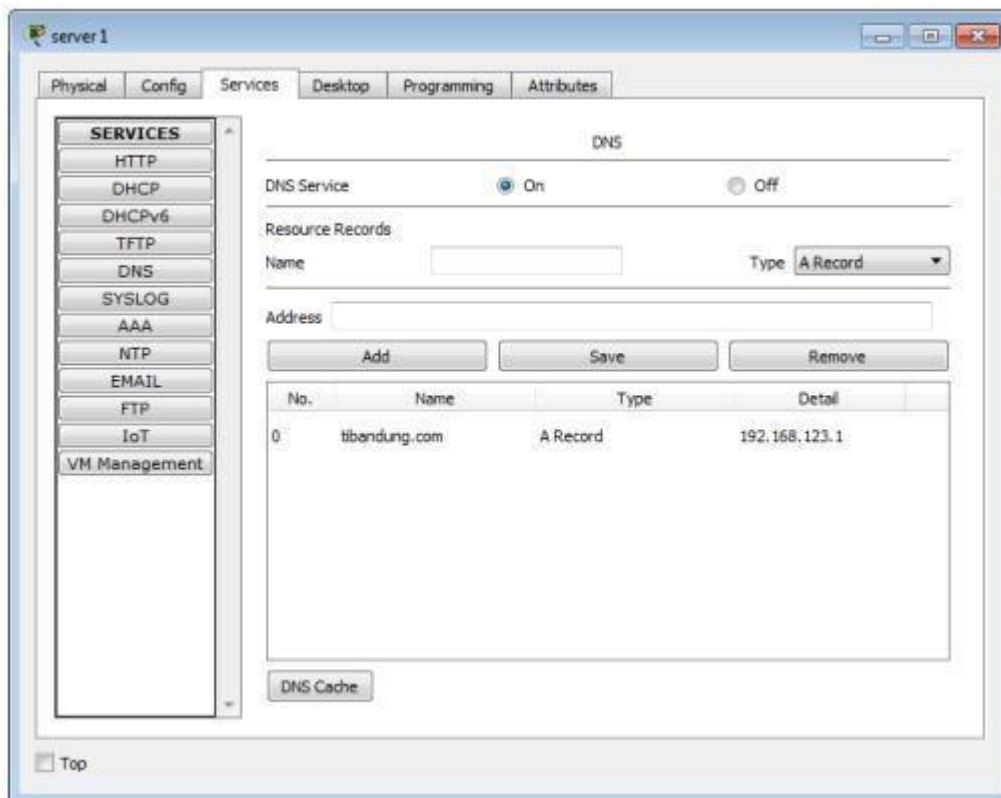 server 1
Physical Config Services Desktop Programming Attributes
SERVICES
HTTP
DHCP
DHCPv6
TFTP
DNS
SYSLOG
AAA
NTP
EMAIL
FTP
IoT
VM Management
DNS
DNS Service On Off
Resource Records
Name Type A Record
Address
Add Save Remove
No. Name Type Detail
0 tibandung.com A Record 192.168.123.1
DNS Cache
Top